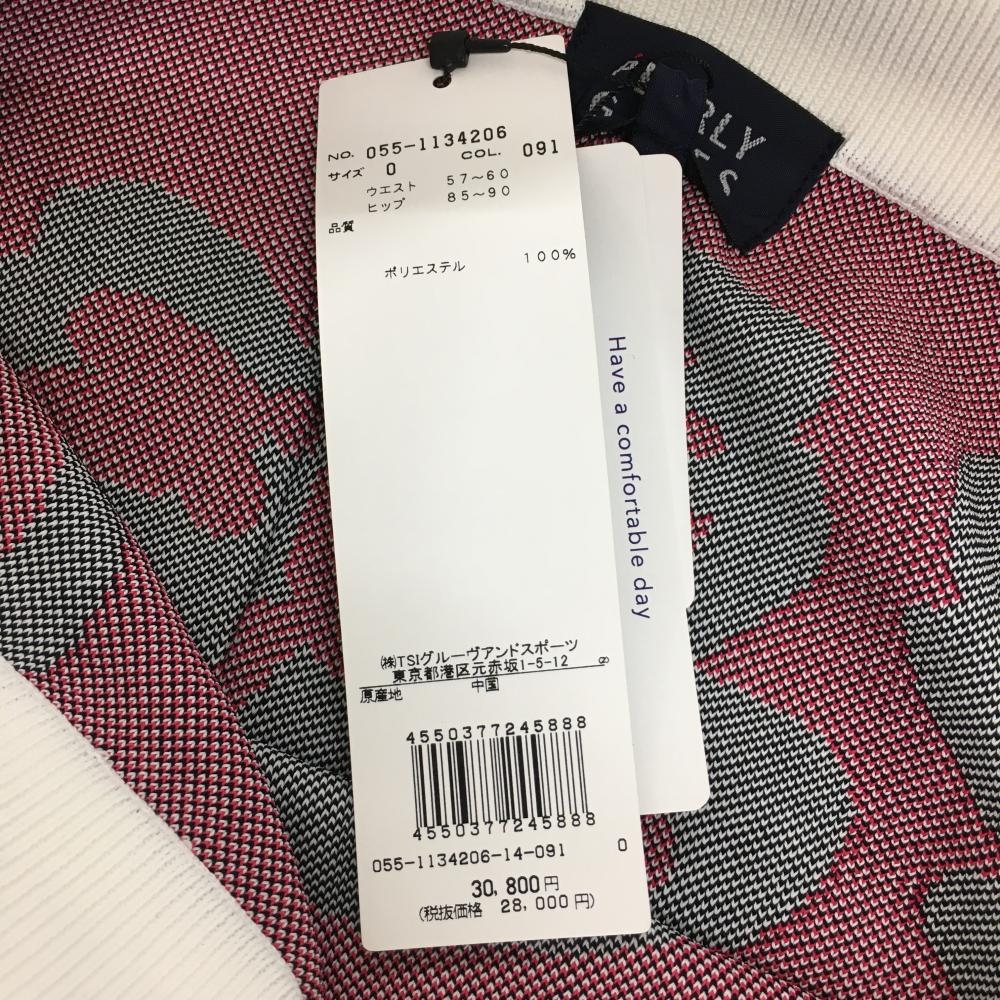 NO. 055-1134206
サイズ 0 COL. 091
ウエスト 57~60
ヒップ 85~90
品質
ポリエステル 100%
㈱TSIグルーヴアンドスポーツ
東京都港区元赤坂1-5-12
原産地 中国
4550377245888
4550377245888
055-1134206-14-091 0
30,800円
(税抜価格 28,000円)
Have a comfortable day